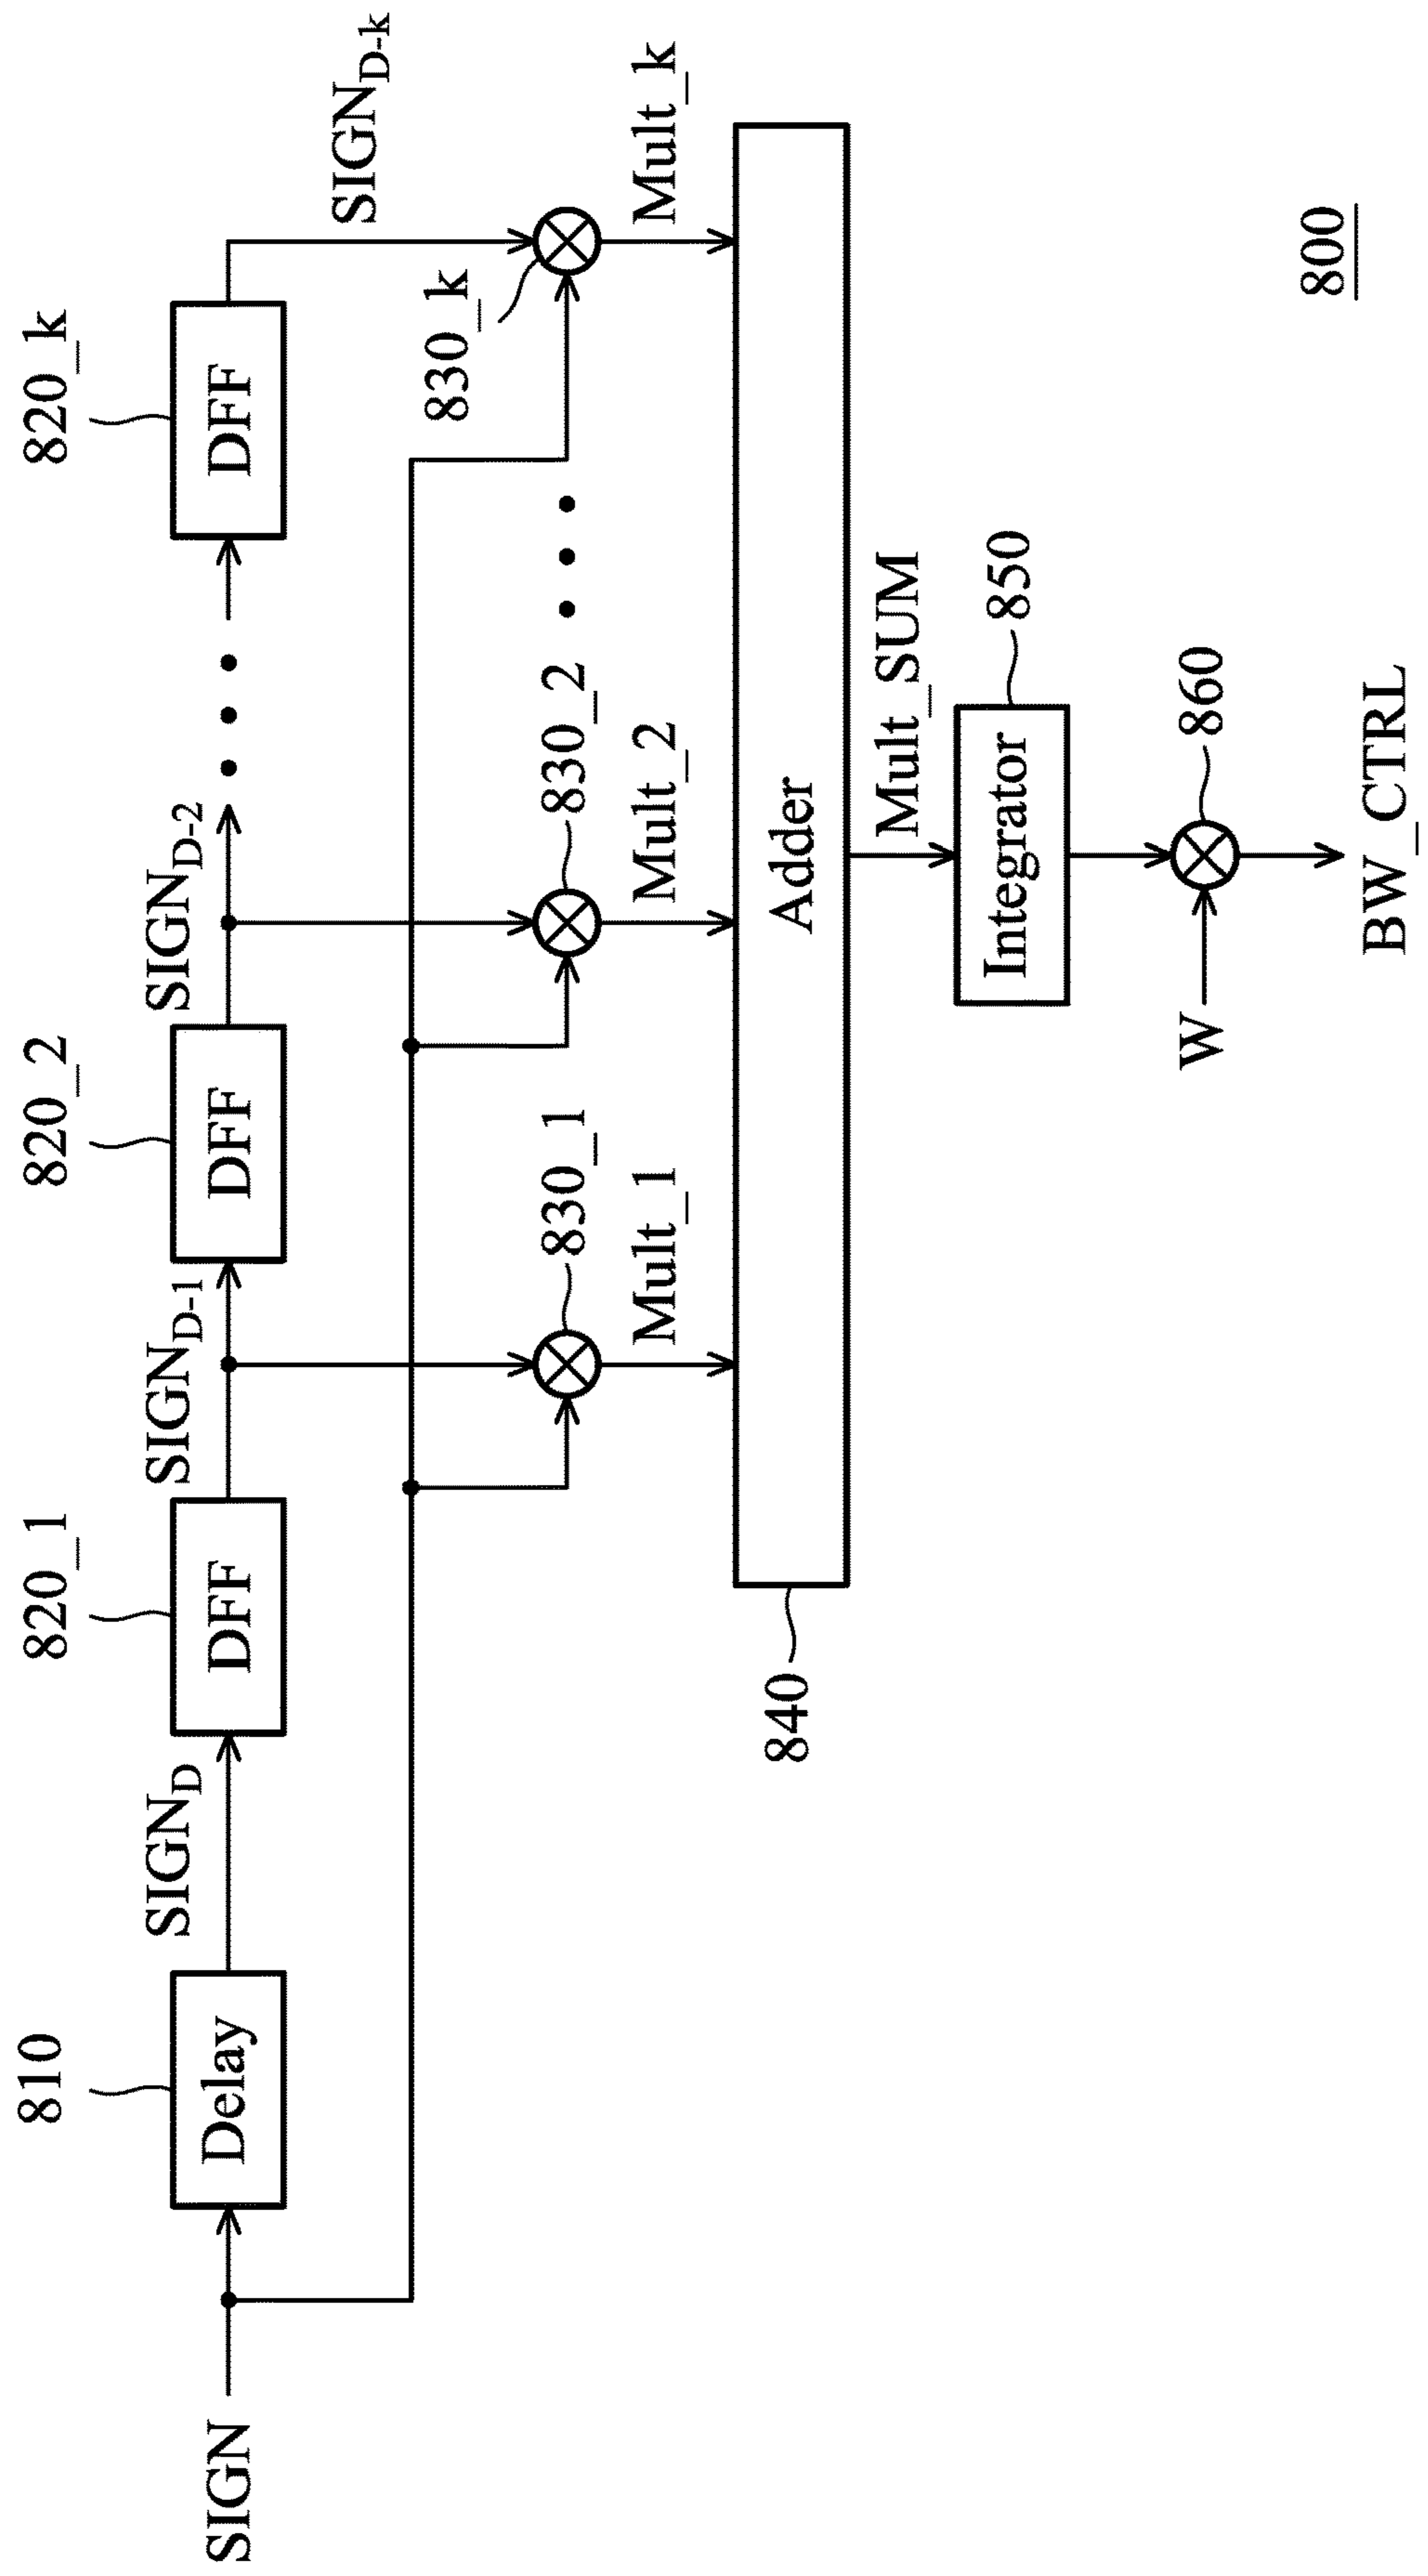 810
820_1
820_2
820_k
SIGN
Delay
SIGN_D
DFF
SIGN_D-1
DFF
SIGN_D-2
DFF
SIGN_D-k
830_1
830_2
830_k
Mult_1
Mult_2
Mult_k
840
Adder
Mult_SUM
Integrator
850
W
860
BW_CTRL
800